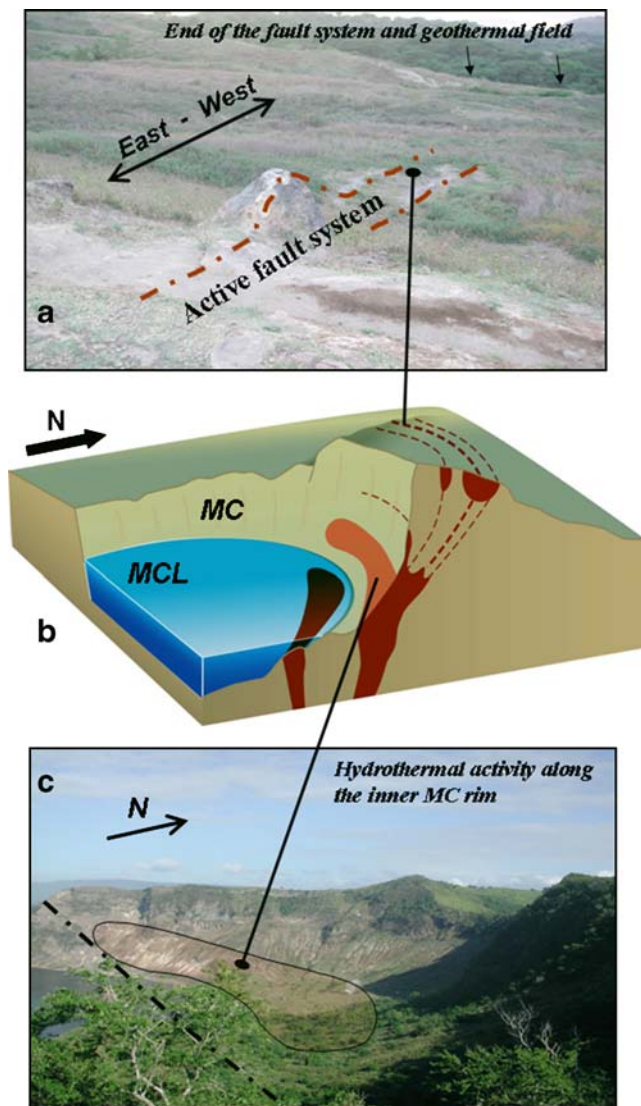 End of the fault system and geothermal field
East - West
Active fault system
a
N
MC
MCL
b
c
Hydrothermal activity along
the inner MC rim
N